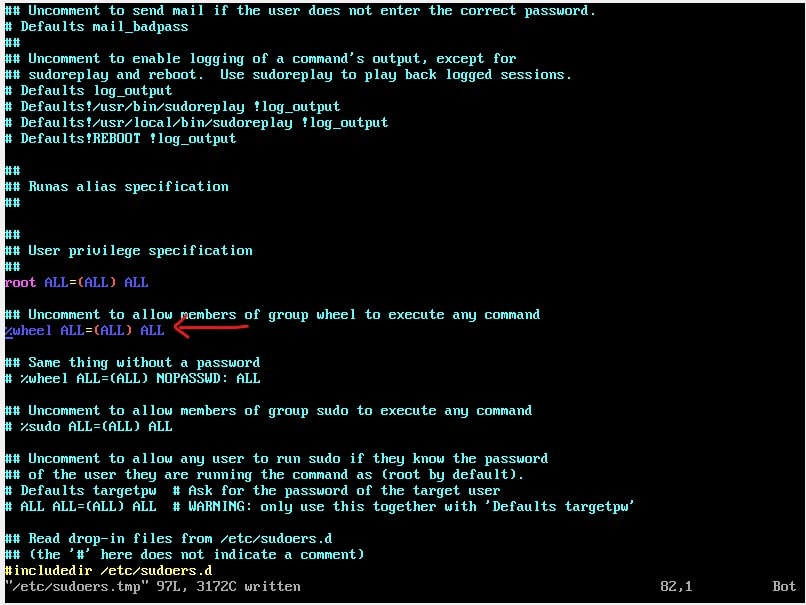 ## Uncomment to send mail if the user does not enter the correct password.
# Defaults mail_badpass
##
## Uncomment to enable logging of a command's output, except for
## sudoreplay and reboot.  Use sudoreplay to play back logged sessions.
# Defaults log_output
# Defaults!/usr/bin/sudoreplay !log_output
# Defaults!/usr/local/bin/sudoreplay !log_output
# Defaults!REBOOT !log_output
##
## Runas alias specification
##
##
## User privilege specification
##
root ALL=(ALL) ALL
## Uncomment to allow members of group wheel to execute any command
%wheel ALL=(ALL) ALL
## Same thing without a password
# %wheel ALL=(ALL) NOPASSWD: ALL
## Uncomment to allow members of group sudo to execute any command
# %sudo ALL=(ALL) ALL
## Uncomment to allow any user to run sudo if they know the password
## of the user they are running the command as (root by default).
# Defaults targetpw  # Ask for the password of the target user
# ALL ALL=(ALL) ALL  # WARNING: only use this together with 'Defaults targetpw'
## Read drop-in files from /etc/sudoers.d
## (the '#' here does not indicate a comment)
#includedir /etc/sudoers.d
"/etc/sudoers.tmp" 97L, 3172C written 82,1 Bot